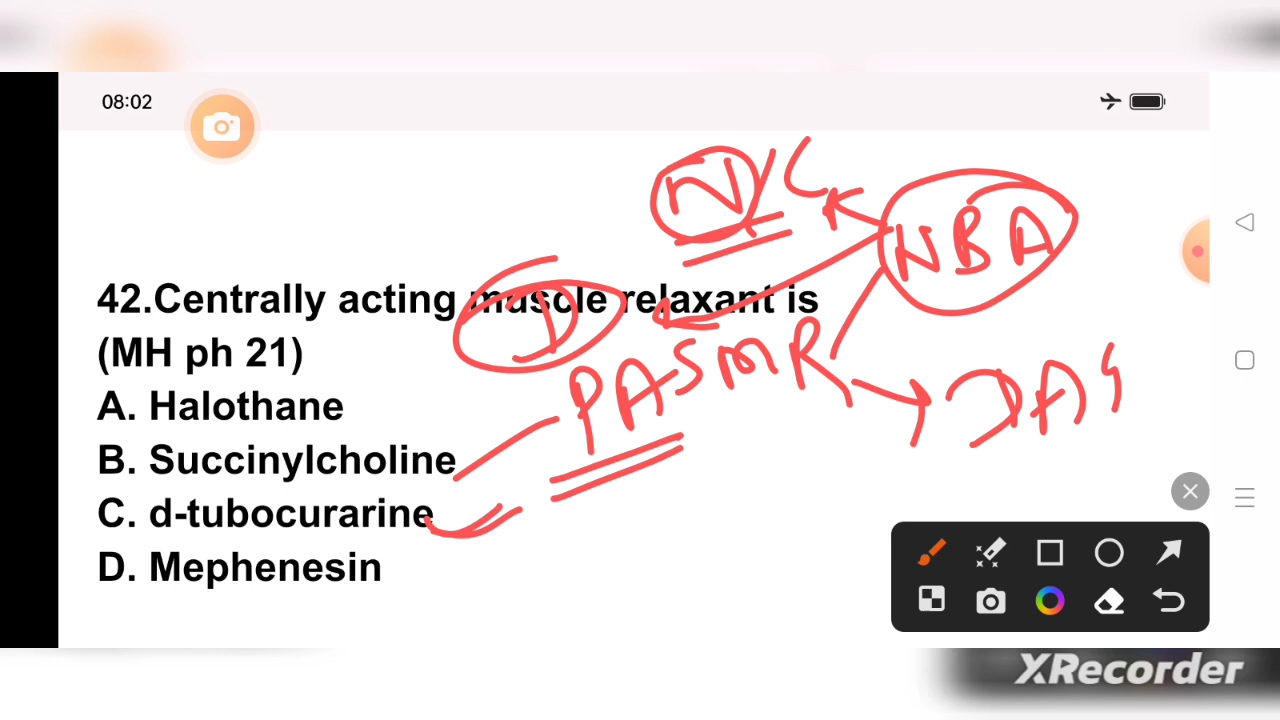 08:02
N/C
NBA
42.Centrally acting muscle relaxant is
D
(MH ph 21)
PASMR
A. Halothane
B. Succinylcholine
C. d-tubocurarine
D. Mephenesin
XRecorder